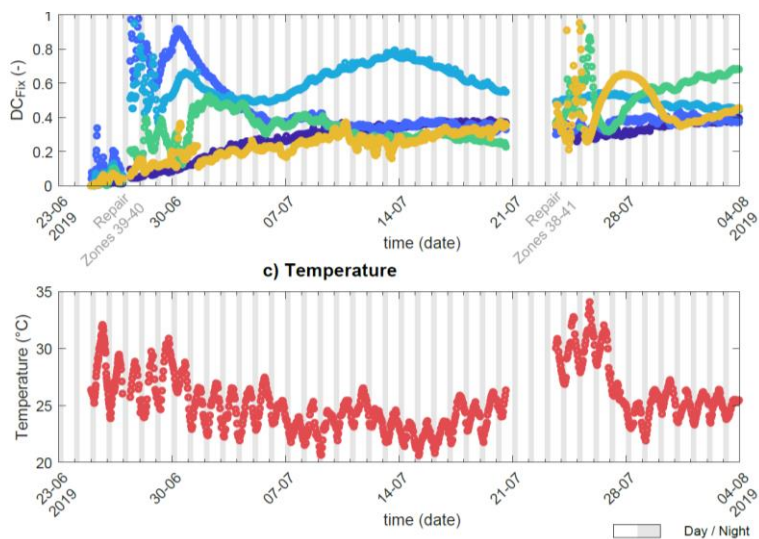 1
0.8
0.6
0.4
0.2
0
DC_Fix (-)
23-06
2019
Repair
Zones 39-40
30-06
07-07
14-07
21-07
Repair
Zones 38-41
28-07
04-08
2019
time (date)
c) Temperature
35
30
25
20
Temperature (°C)
23-06
2019
30-06
07-07
14-07
21-07
28-07
04-08
2019
time (date)
Day / Night